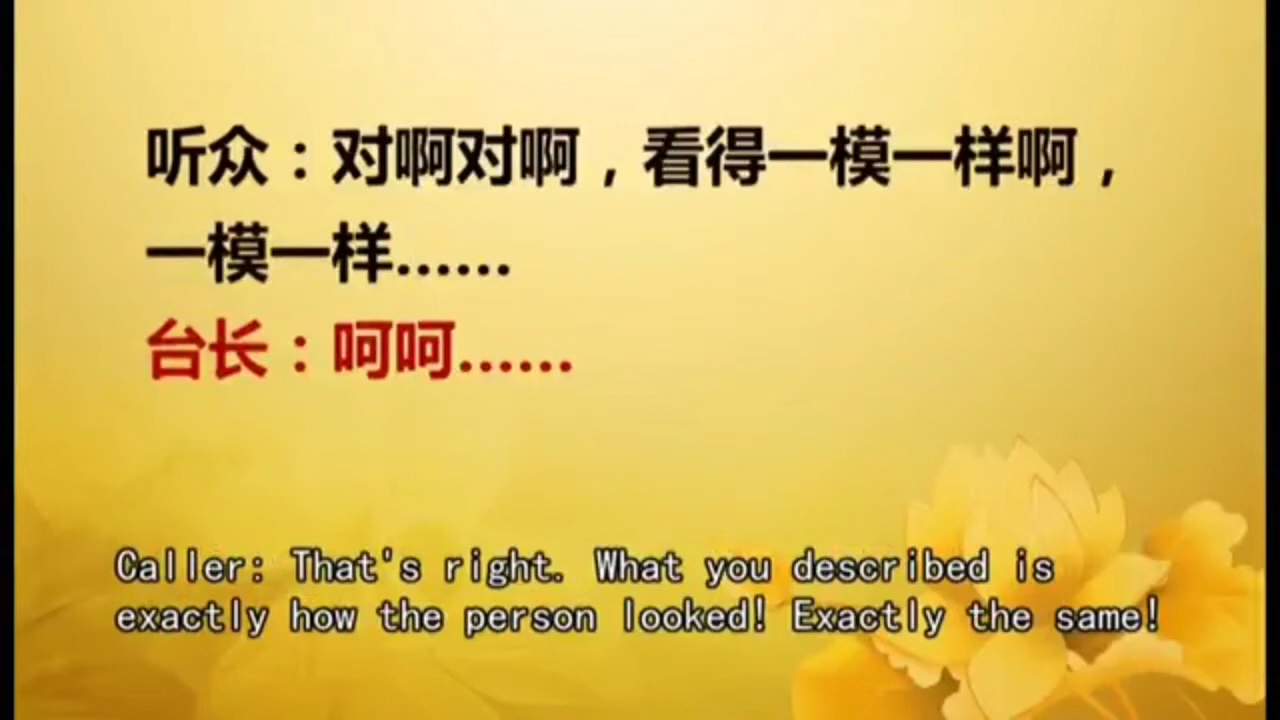 听众：对啊对啊，看得一模一样啊，
一模一样……
台长：呵呵……
Caller: That's right. What you described is
exactly how the person looked! Exactly the same!